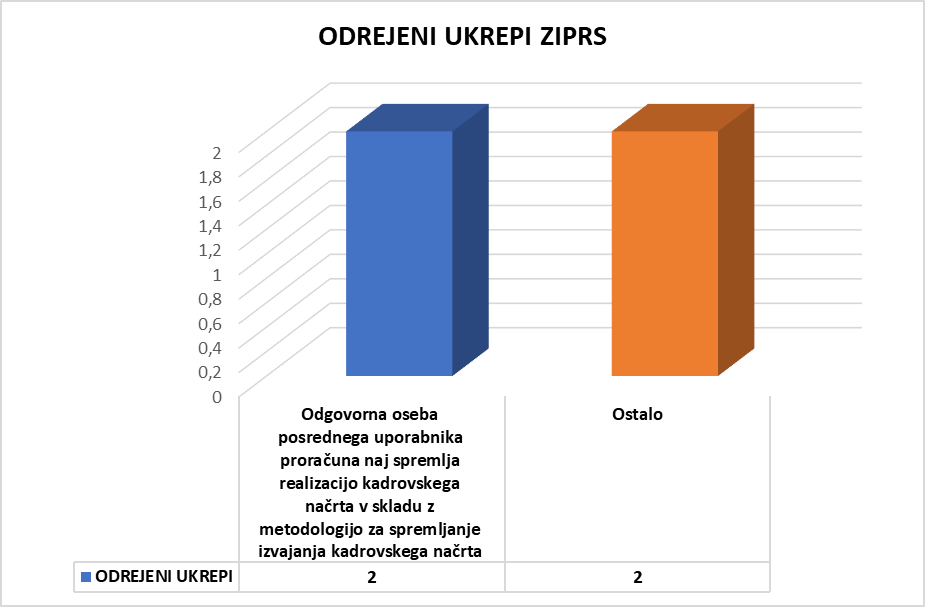 ODREJENI UKREPI ZIPRS
2
1,8
1,6
1,4
1,2
1
0,8
0,6
0,4
0,2
0
Odgovorna oseba
posrednega uporabnika
proračuna naj spremlja
realizacijo kadrovskega
načrta v skladu z
metodologijo za spremljanje
izvajanja kadrovskega načrta
Ostalo
ODREJENI UKREPI 2 2